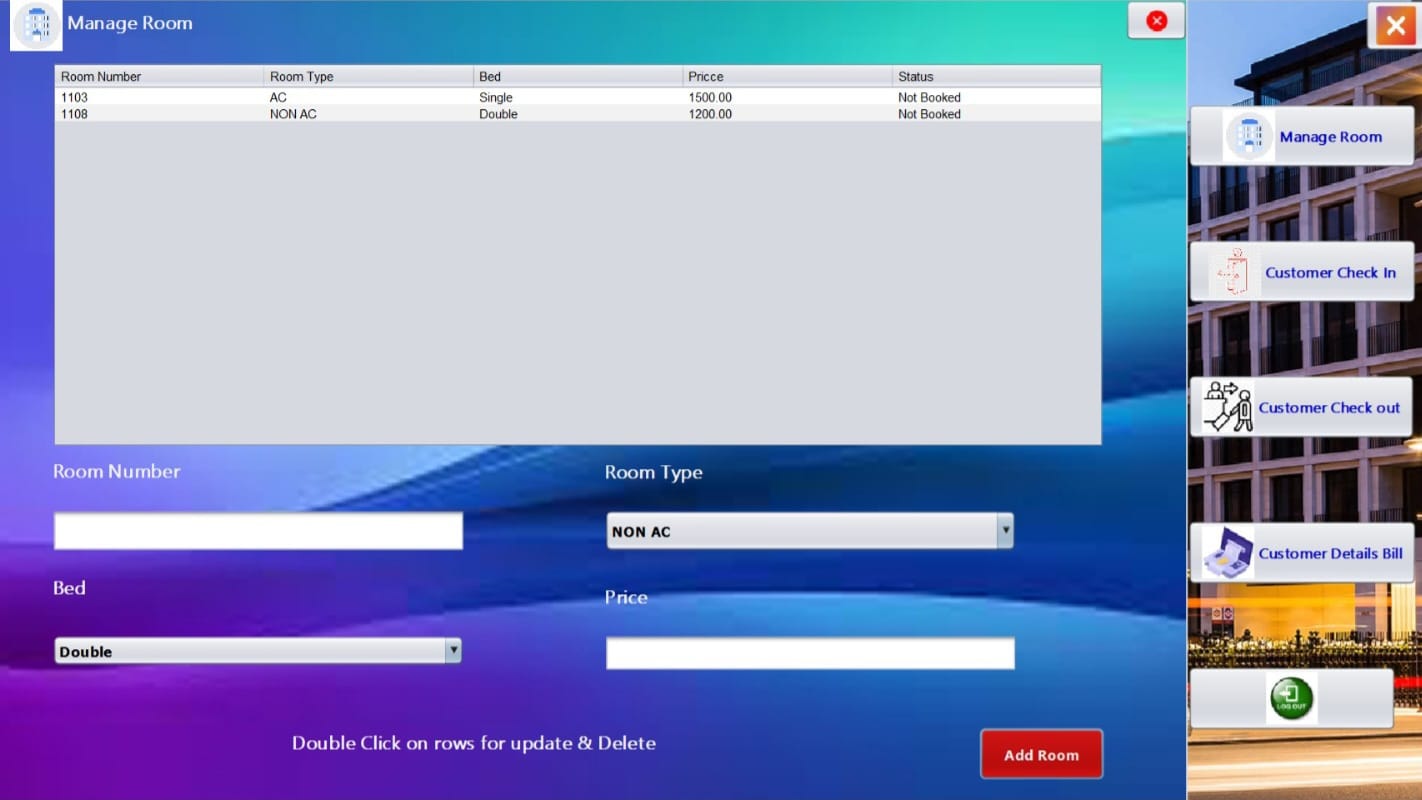 Manage Room
Room Number Room Type Bed Pricce Status
1103 AC Single 1500.00 Not Booked
1108 NON AC Double 1200.00 Not Booked
Room Number
Room Type
NON AC
Bed
Price
Double
Double Click on rows for update & Delete
Add Room
Manage Room
Customer Check In
Customer Check out
Customer Details Bill
LOG OUT